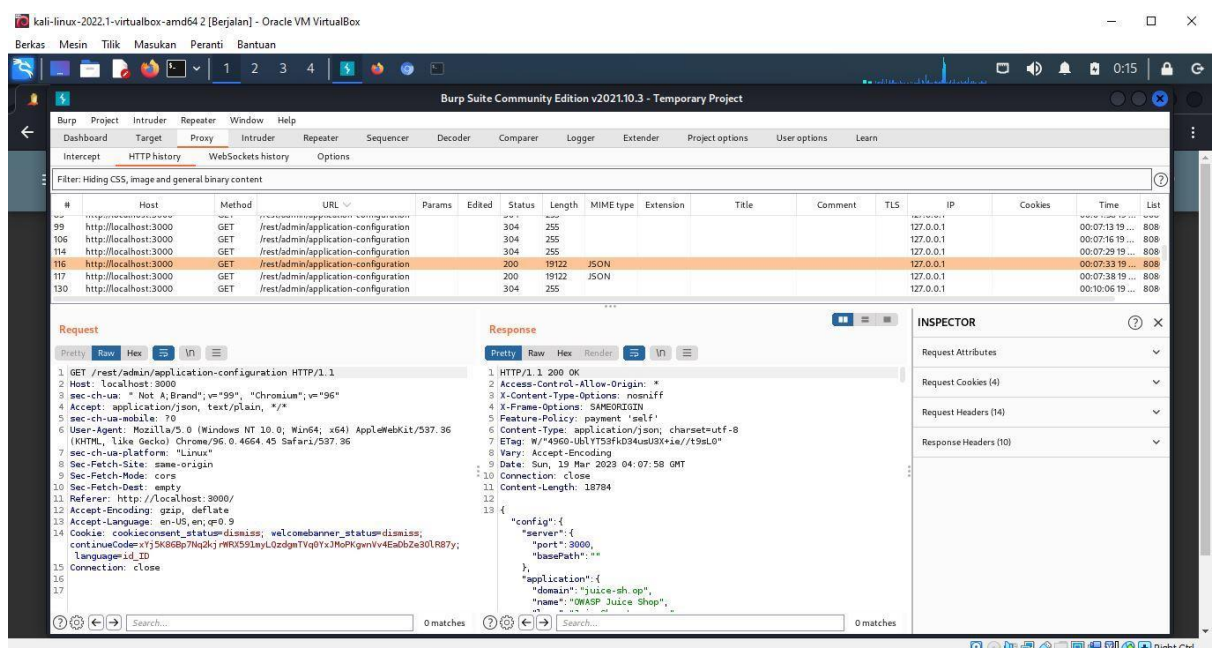 kali-linux-2022.1-virtualbox-amd64 2 [Berjalan] - Oracle VM VirtualBox
Berkas Mesin Tilik Masukan Peranti Bantuan
1 2 3 4 0:15
Burp Suite Community Edition v2021.10.3 - Temporary Project
Burp Project Intruder Repeater Window Help
Dashboard Target Proxy Intruder Repeater Sequencer Decoder Comparer Logger Extender Project options User options Learn
Intercept HTTP history WebSockets history Options
Filter: Hiding CSS, image and general binary content
# Host Method URL Params Edited Status Length MIME type Extension Title Comment TLS IP Cookies Time List
99 http://localhost:3000 GET /rest/admin/application-configuration 304 255 127.0.0.1 00:07:13 19 ... 808
106 http://localhost:3000 GET /rest/admin/application-configuration 304 255 127.0.0.1 00:07:16 19 ... 808
114 http://localhost:3000 GET /rest/admin/application-configuration 304 255 127.0.0.1 00:07:29 19 ... 808
116 http://localhost:3000 GET /rest/admin/application-configuration 200 19122 JSON 127.0.0.1 00:07:33 19 ... 808
117 http://localhost:3000 GET /rest/admin/application-configuration 200 19122 JSON 127.0.0.1 00:07:38 19 ... 808
130 http://localhost:3000 GET /rest/admin/application-configuration 304 255 127.0.0.1 00:10:06 19 ... 808
Request
Pretty Raw Hex \n
1 GET /rest/admin/application-configuration HTTP/1.1
2 Host: localhost:3000
3 sec-ch-ua: " Not A;Brand";v="99", "Chromium";v="96"
4 Accept: application/json, text/plain, */*
5 sec-ch-ua-mobile: ?0
6 User-Agent: Mozilla/5.0 (Windows NT 10.0; Win64; x64) AppleWebKit/537.36
(KHTML, like Gecko) Chrome/96.0.4664.45 Safari/537.36
7 sec-ch-ua-platform: "Linux"
8 Sec-Fetch-Site: same-origin
9 Sec-Fetch-Mode: cors
10 Sec-Fetch-Dest: empty
11 Referer: http://localhost:3000/
12 Accept-Encoding: gzip, deflate
13 Accept-Language: en-US,en;q=0.9
14 Cookie: cookieconsent_status=dismiss; welcomebanner_status=dismiss;
continueCode=xYj5K86Bp7Nq2kjrWRX591myLQzdgmTVq0YxJMoPKgwnVv4EaDbZe3OlR87y;
language=id_ID
15 Connection: close
16
17
Search...
0 matches
Response
Pretty Raw Hex Render \n
1 HTTP/1.1 200 OK
2 Access-Control-Allow-Origin: *
3 X-Content-Type-Options: nosniff
4 X-Frame-Options: SAMEORIGIN
5 Feature-Policy: payment 'self'
6 Content-Type: application/json; charset=utf-8
7 ETag: W/"4960-UblYT53fkD34usU3X+ie//t9sL0"
8 Vary: Accept-Encoding
9 Date: Sun, 19 Mar 2023 04:07:58 GMT
10 Connection: close
11 Content-Length: 18784
12
13 {
"config":{
"server":{
"port":3000,
"basePath":""
},
"application":{
"domain":"juice-sh.op",
"name":"OWASP Juice Shop",
Search...
0 matches
INSPECTOR
Request Attributes
Request Cookies (4)
Request Headers (14)
Response Headers (10)
Right Ctrl